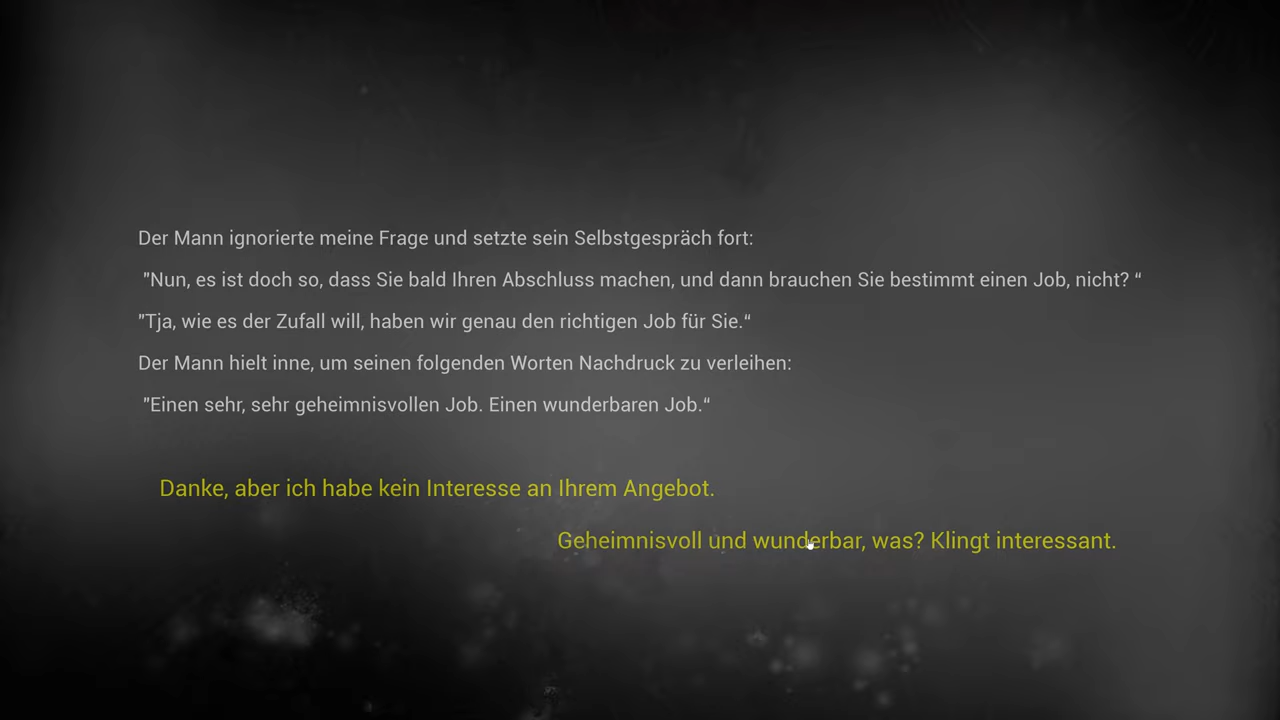 Der Mann ignorierte meine Frage und setzte sein Selbstgespräch fort:
"Nun, es ist doch so, dass Sie bald Ihren Abschluss machen, und dann brauchen Sie bestimmt einen Job, nicht? “
"Tja, wie es der Zufall will, haben wir genau den richtigen Job für Sie.“
Der Mann hielt inne, um seinen folgenden Worten Nachdruck zu verleihen:
"Einen sehr, sehr geheimnisvollen Job. Einen wunderbaren Job.“
Danke, aber ich habe kein Interesse an Ihrem Angebot.
Geheimnisvoll und wunderbar, was? Klingt interessant.